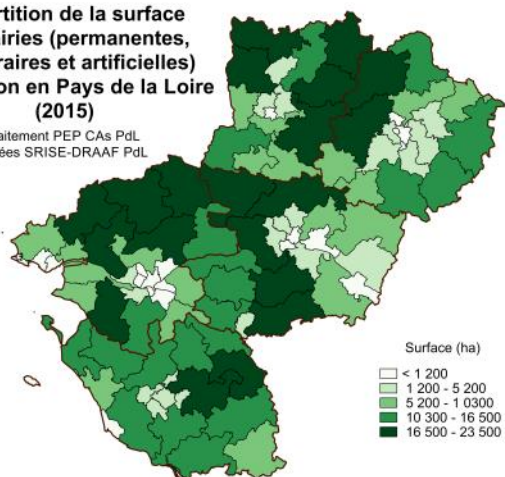 rtition de la surface
airies (permanentes,
raires et artificielles)
on en Pays de la Loire
(2015)
aitement PEP CAs PdL
ées SRISE-DRAAF PdL
Surface (ha)
< 1 200
1 200 - 5 200
5 200 - 1 0300
10 300 - 16 500
16 500 - 23 500